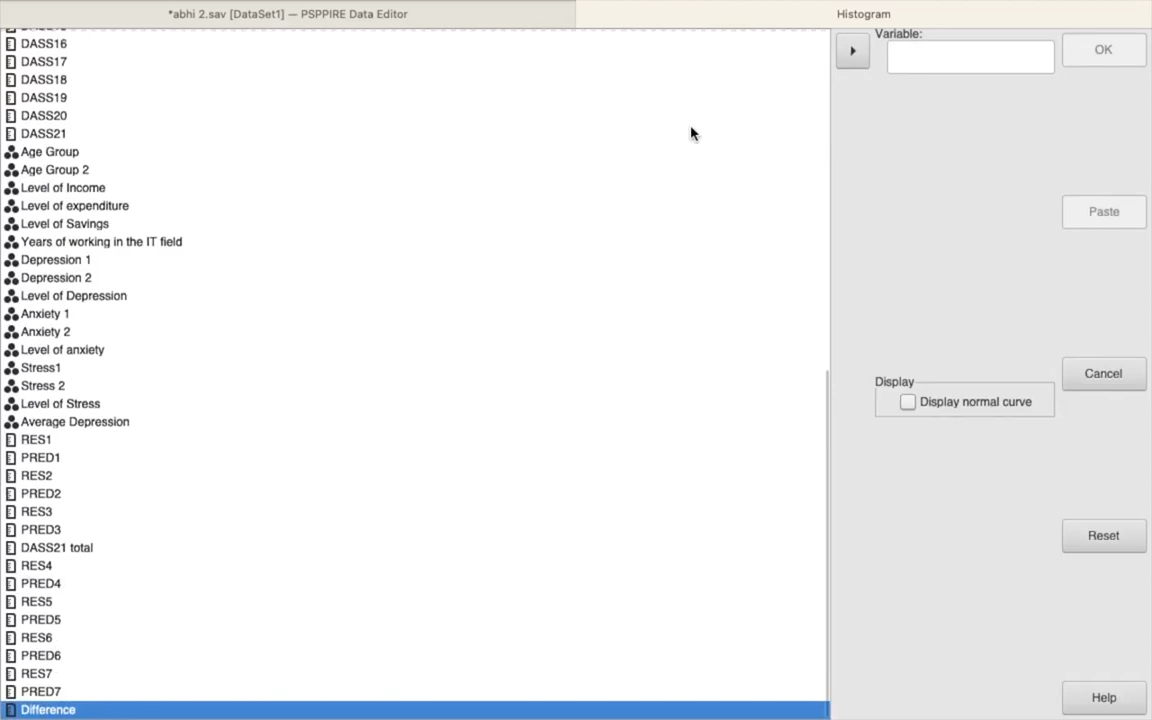 *abhi 2.sav [DataSet1] — PSPPIRE Data Editor
Histogram
DASS16
DASS17
DASS18
DASS19
DASS20
DASS21
Age Group
Age Group 2
Level of Income
Level of expenditure
Level of Savings
Years of working in the IT field
Depression 1
Depression 2
Level of Depression
Anxiety 1
Anxiety 2
Level of anxiety
Stress1
Stress 2
Level of Stress
Average Depression
RES1
PRED1
RES2
PRED2
RES3
PRED3
DASS21 total
RES4
PRED4
RES5
PRED5
RES6
PRED6
RES7
PRED7
Difference
Variable:
OK
Paste
Cancel
Display
Display normal curve
Reset
Help